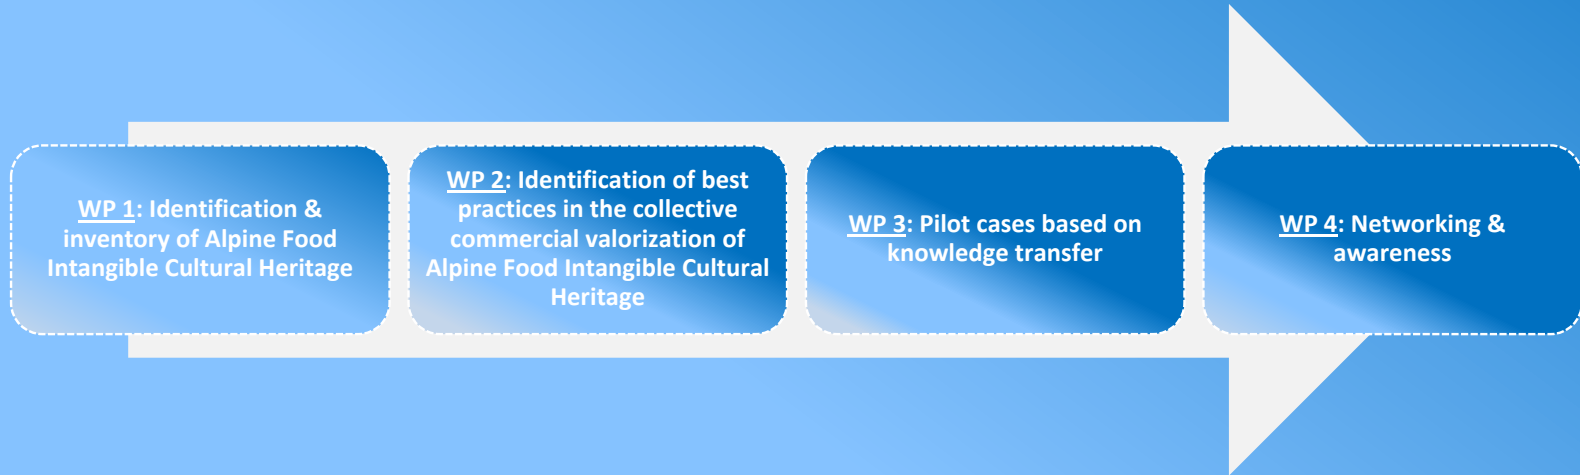 WP 1: Identification &
inventory of Alpine Food
Intangible Cultural Heritage
WP 2: Identification of best
practices in the collective
commercial valorization of
Alpine Food Intangible Cultural
Heritage
WP 3: Pilot cases based on
knowledge transfer
WP 4: Networking &
awareness